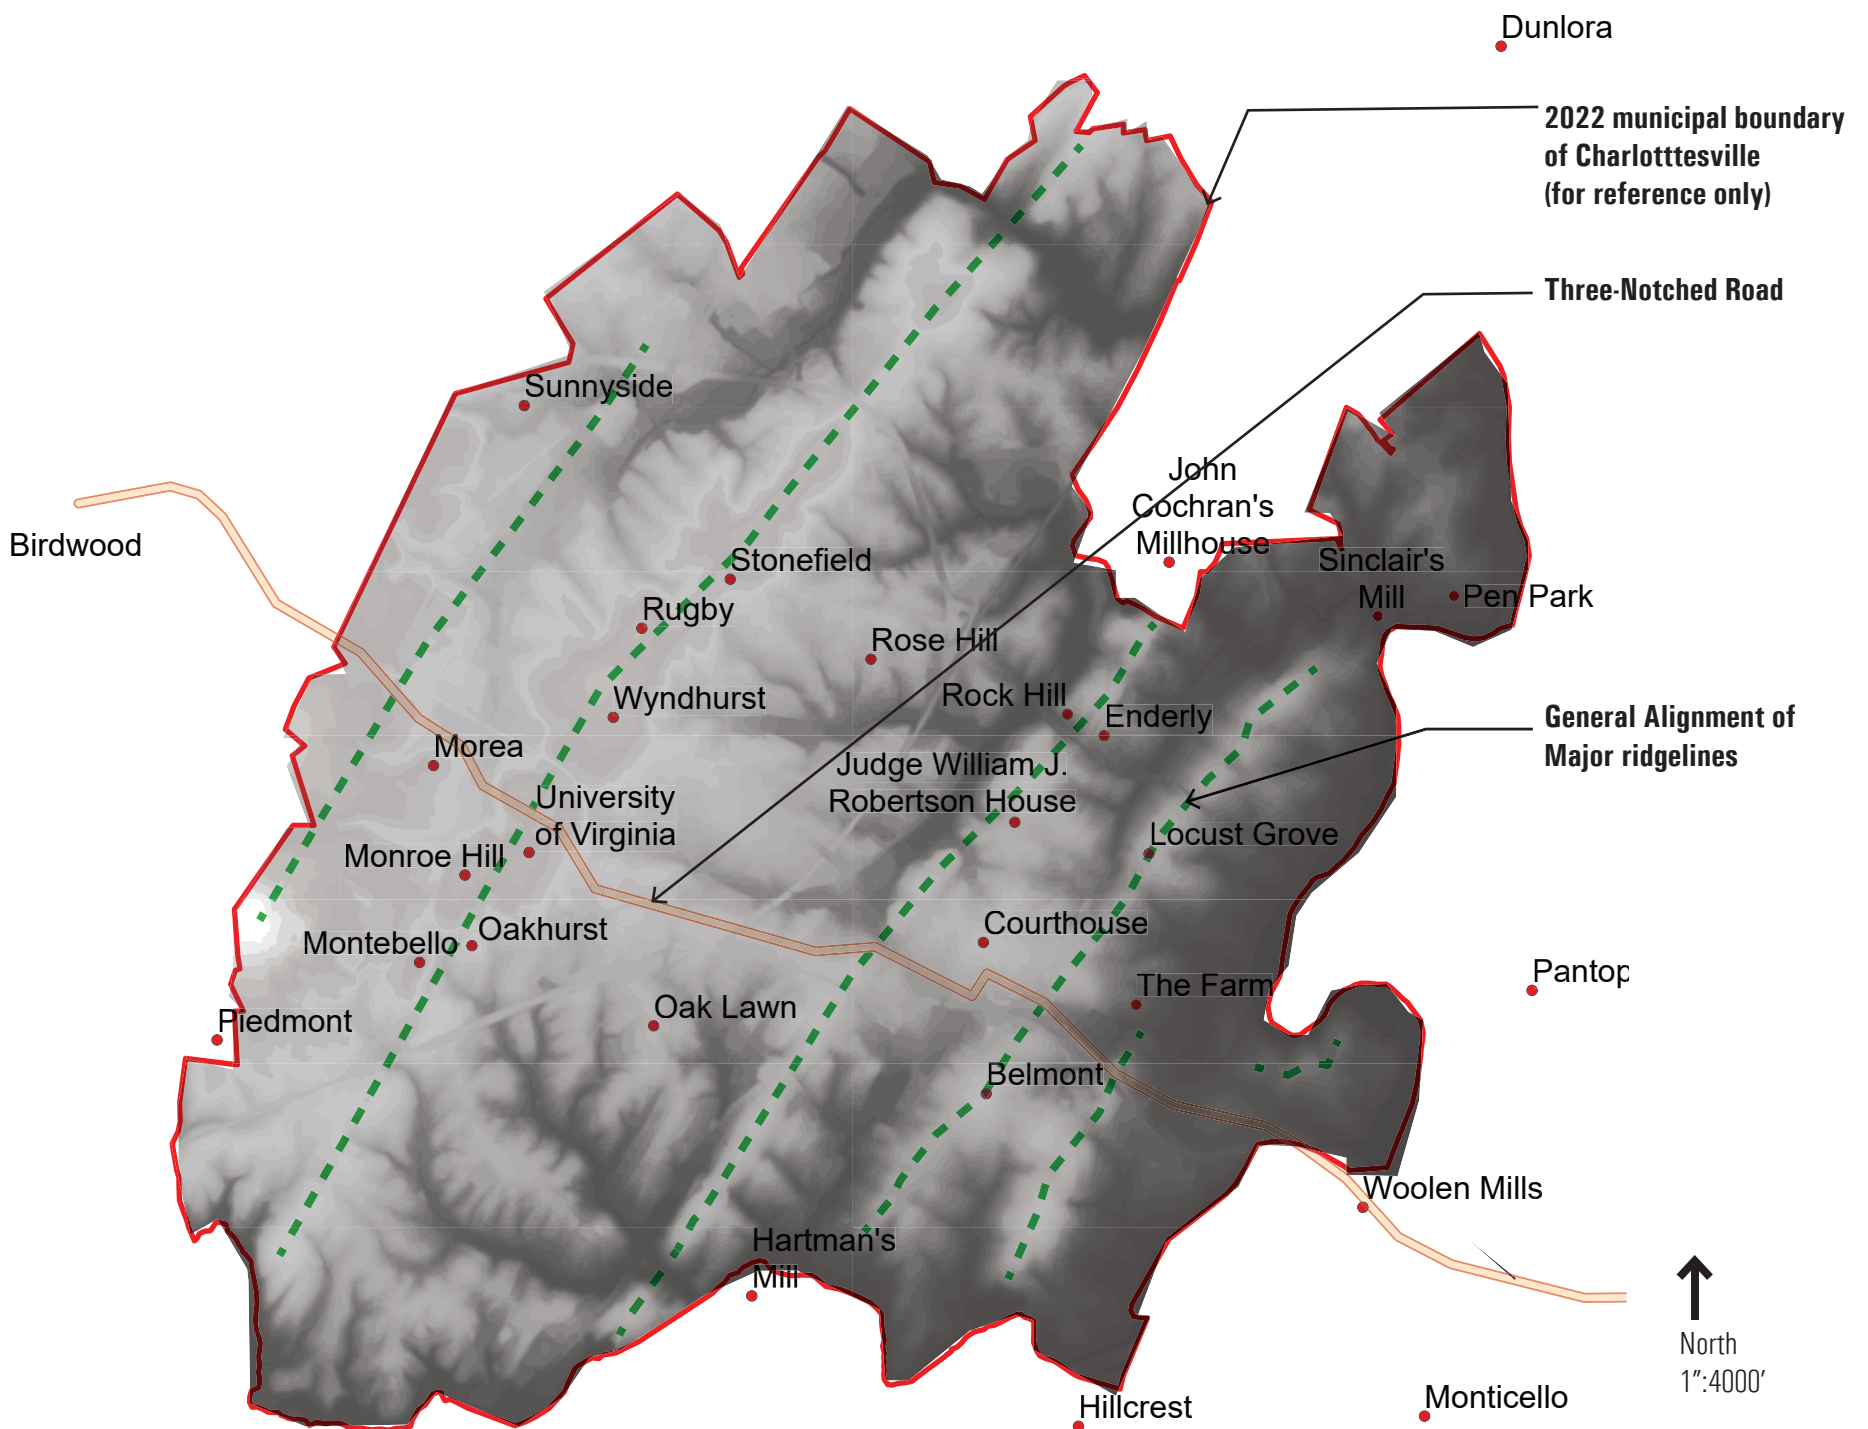 Dunlora
2022 municipal boundary
of Charlotttesville
(for reference only)
Three-Notched Road
Sunnyside
John
Cochran's
Millhouse
Birdwood
Stonefield
Sinclair's
Mill
Pen Park
Rugby
Rose Hill
Wyndhurst
Rock Hill
Enderly
General Alignment of
Major ridgelines
Morea
Judge William J.
Robertson House
University
of Virginia
Locust Grove
Monroe Hill
Courthouse
Oakhurst
Montebello
Pantop
The Farm
Oak Lawn
Piedmont
Belmont
Woolen Mills
Hartman's
Mill
North
1":4000'
Monticello
Hillcrest